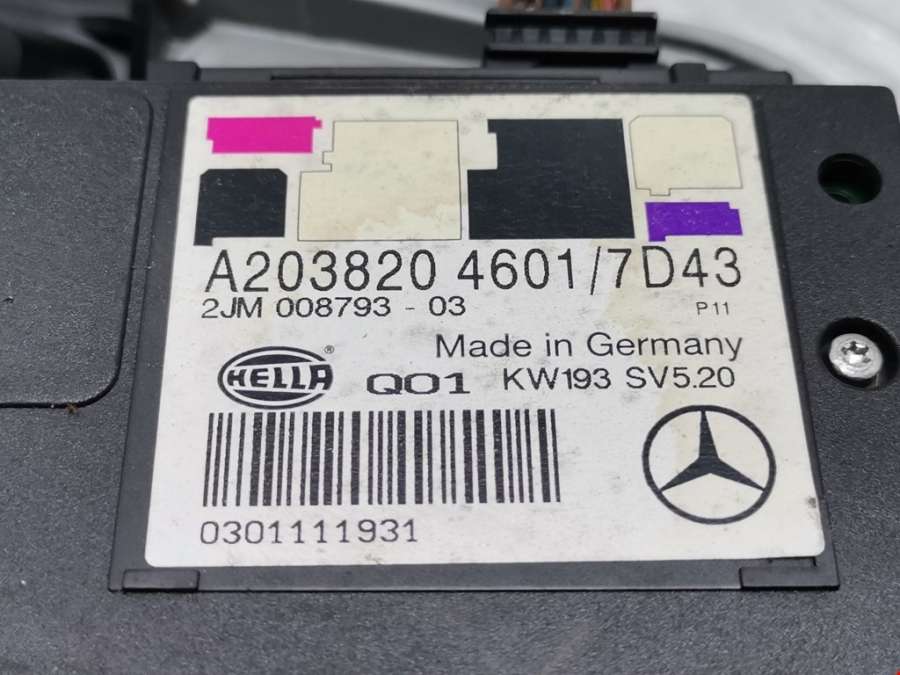 A203820 4601/7D43
2JM 008793 - 03 P11
Made in Germany
HELLA ® Q01 KW193 SV5.20
0301111931